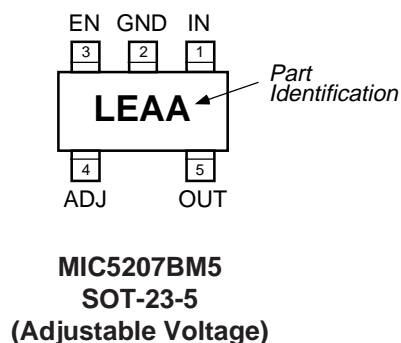 EN GND IN
3 2 1
LEAA
Part
Identification
4 5
ADJ OUT
MIC5207BM5
SOT-23-5
(Adjustable Voltage)